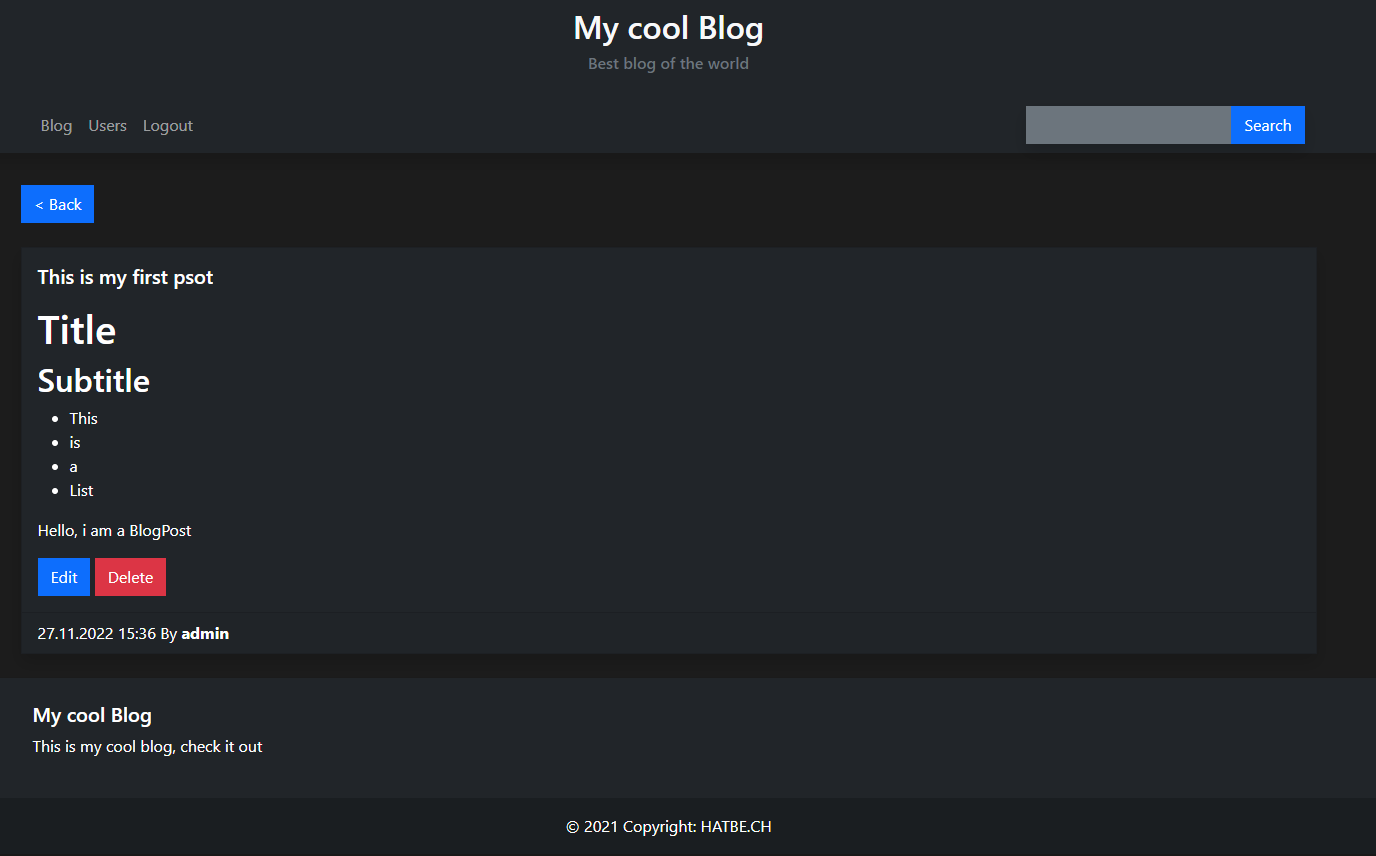 My cool Blog
Best blog of the world
Blog Users Logout Search
< Back
This is my first psot
Title
Subtitle
• This
• is
• a
• List
Hello, i am a BlogPost
Edit Delete
27.11.2022 15:36 By admin
My cool Blog
This is my cool blog, check it out
© 2021 Copyright: HATBE.CH